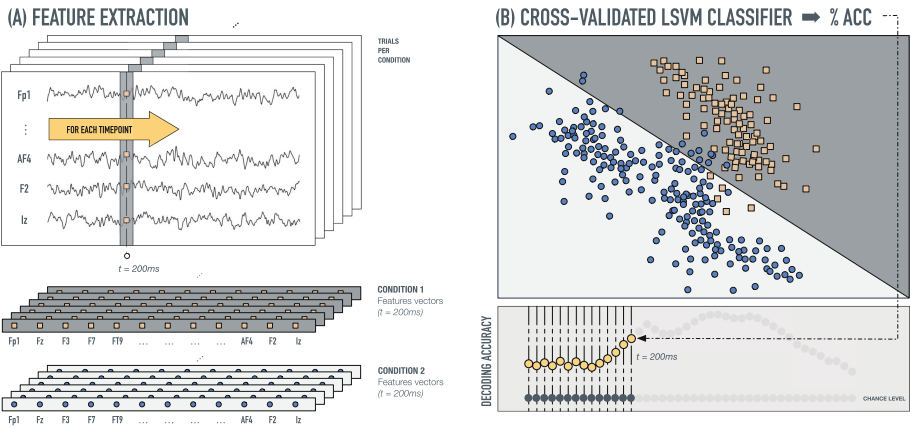 (A) FEATURE EXTRACTION
TRIALS
PER
CONDITION
Fp1
⋮
FOR EACH TIMEPOINT
AF4
F2
Iz
t = 200ms
CONDITION 1
Features vectors
(t = 200ms)
Fp1 Fz F3 F7 FT9 ... ... ... ... AF4 F2 Iz
CONDITION 2
Features vectors
(t = 200ms)
Fp1 Fz F3 F7 FT9 ... ... ... ... AF4 F2 Iz
(B) CROSS-VALIDATED LSVM CLASSIFIER ➡ % ACC
DECODING ACCURACY
t = 200ms
CHANCE LEVEL